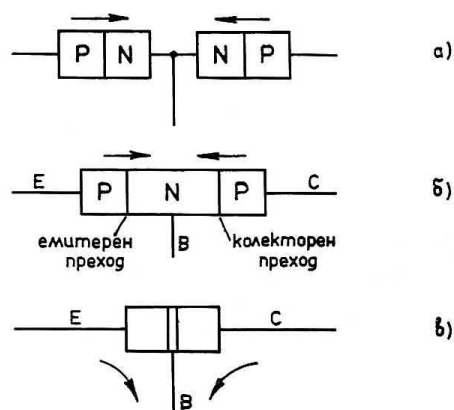 P N N P а)
E P N P C б)
емитерен преход B колекторен преход
E C в)
B